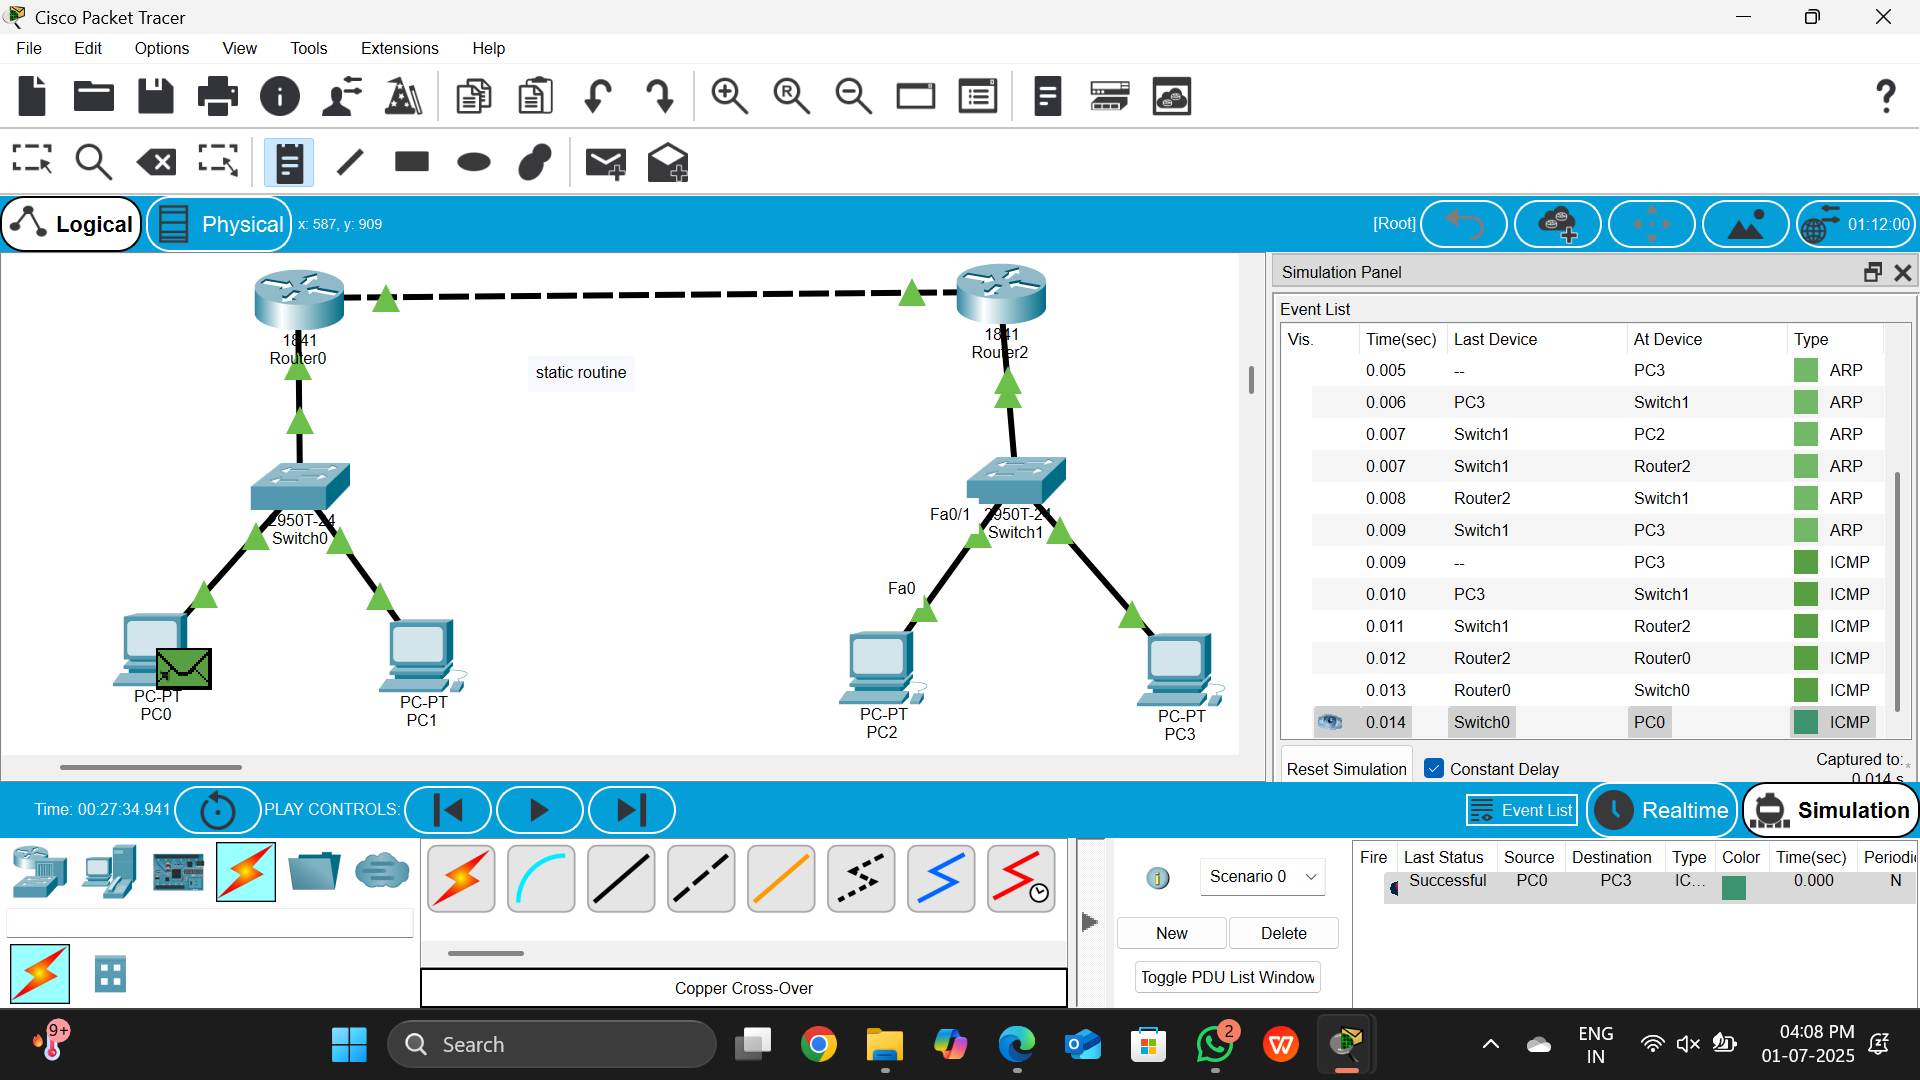 Cisco Packet Tracer
File Edit Options View Tools Extensions Help
Logical Physical x: 587, y: 909 [Root] 01:12:00
1841
Router0
static routine
1841
Router2
2950T-24
Switch0
Fa0/1 2950T-24
Switch1
Fa0
PC-PT
PC0
PC-PT
PC1
PC-PT
PC2
PC-PT
PC3
Simulation Panel
Event List
Vis. Time(sec) Last Device At Device Type
0.005 -- PC3 ARP
0.006 PC3 Switch1 ARP
0.007 Switch1 PC2 ARP
0.007 Switch1 Router2 ARP
0.008 Router2 Switch1 ARP
0.009 Switch1 PC3 ARP
0.009 -- PC3 ICMP
0.010 PC3 Switch1 ICMP
0.011 Switch1 Router2 ICMP
0.012 Router2 Router0 ICMP
0.013 Router0 Switch0 ICMP
0.014 Switch0 PC0 ICMP
Reset Simulation Constant Delay Captured to: *
0.014 s
Time: 00:27:34.941 PLAY CONTROLS: Event List Realtime Simulation
Scenario 0
New Delete
Toggle PDU List Window
Copper Cross-Over
Fire Last Status Source Destination Type Color Time(sec) Periodic
Successful PC0 PC3 IC... 0.000 N
9+
Search
2
ENG
IN
04:08 PM
01-07-2025